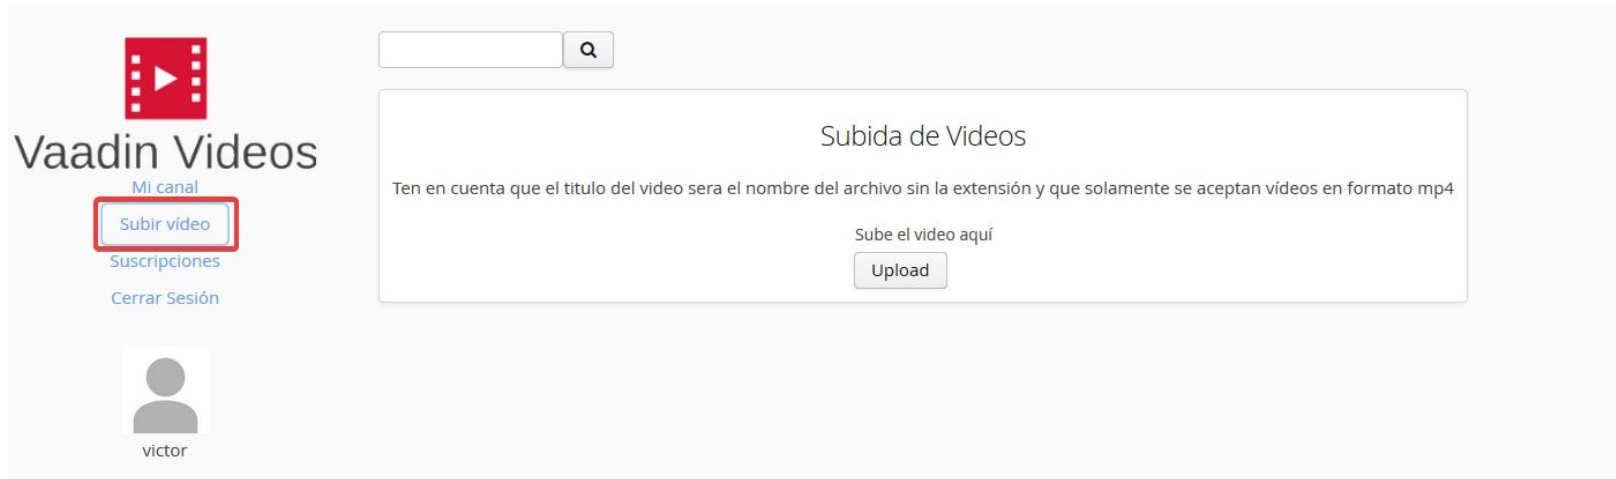 Vaadin Videos
Mi canal
Subir vídeo
Suscripciones
Cerrar Sesión
victor
Subida de Videos
Ten en cuenta que el titulo del video sera el nombre del archivo sin la extensión y que solamente se aceptan vídeos en formato mp4
Sube el video aquí
Upload